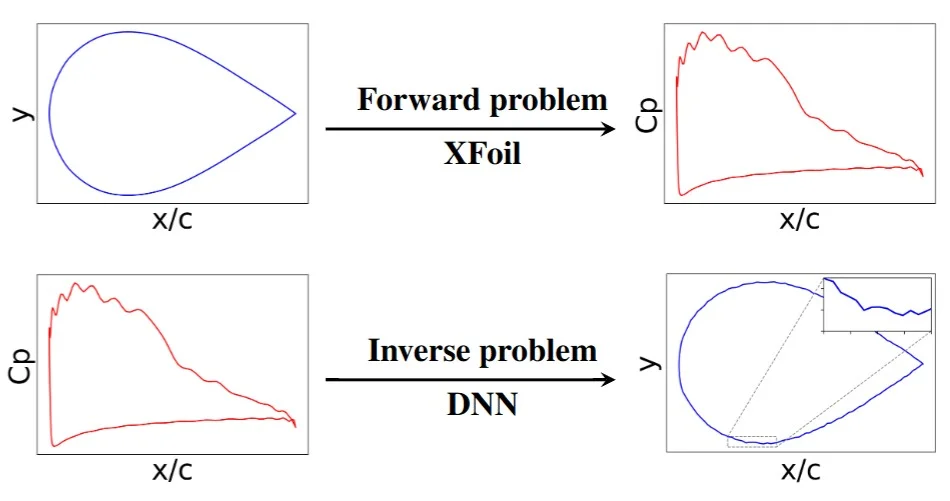 y
x/c
Forward problem
XFoil
Cp
x/c
Cp
x/c
Inverse problem
DNN
y
x/c